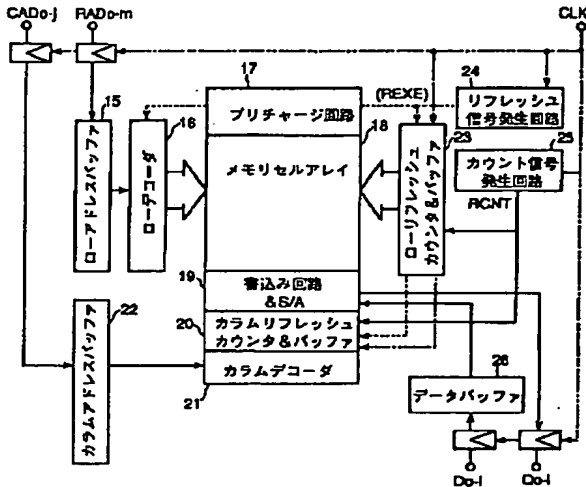 CADo-j
RADo-m
CLK
17
24
15
16
プリチャージ回路
(REXE)
リフレッシュ
信号発生回路
18
23
25
ローアドレスバッファ
ローデコーダ
メモリセルアレイ
ローリフレッシュ
カウンタ&バッファ
カウント信号
発生回路
RCNT
19
書込み回路
&S/A
22
20
カラムリフレッシュ
カウンタ&バッファ
カラムアドレスバッファ
カラムデコーダ
21
26
データバッファ
Do-i
Qo-i